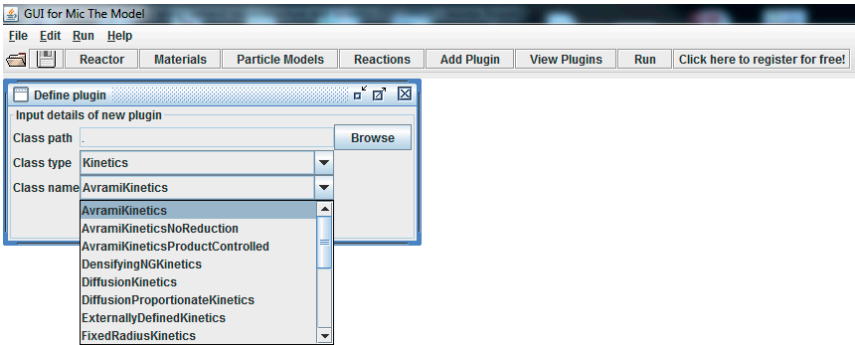 GUI for Mic The Model
File Edit Run Help
Reactor Materials Particle Models Reactions Add Plugin View Plugins Run Click here to register for free!
Define plugin
Input details of new plugin
Class path . Browse
Class type Kinetics
Class name AvramiKinetics
AvramiKinetics
AvramiKineticsNoReduction
AvramiKineticsProductControlled
DensifyingNGKinetics
DiffusionKinetics
DiffusionProportionateKinetics
ExternallyDefinedKinetics
FixedRadiusKinetics